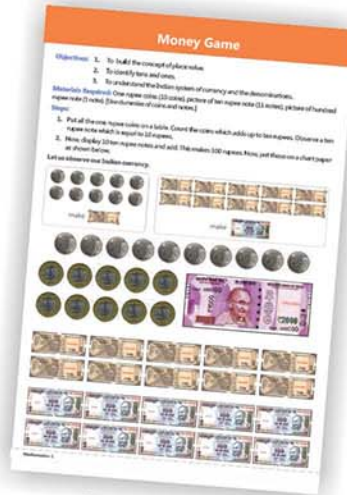 Money Game
Objectives: 1. To build the concept of place value.
2. To identify tens and ones.
3. To understand the Indian system of currency and the denominations.
Materials Required: One rupee coins (10 coins), picture of ten rupee note (11 notes), picture of hundred
rupee note (1 note). [Use dummies of coins and notes.]
Steps:
1. Put all the one rupee coins on a table. Count the coins which adds up to ten rupees. Observe a ten
rupee note which is equal to 10 rupees.
2. Now, display 10 ten rupee notes and add. This makes 100 rupees. Now, put these on a chart paper
as shown below.
Let us observe our Indian currency.
make
make
₹2000